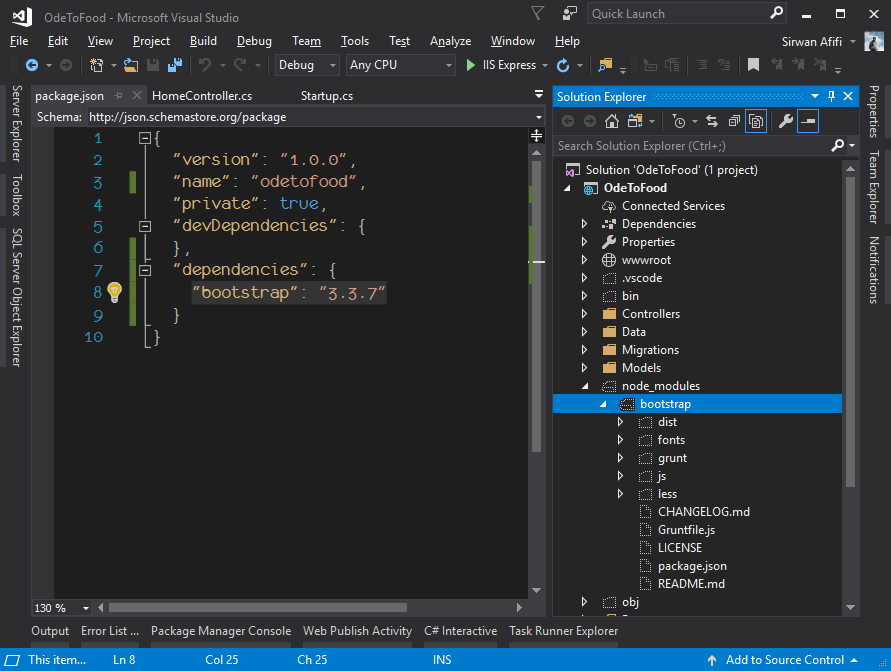 OdeToFood - Microsoft Visual Studio
Quick Launch
File Edit View Project Build Debug Team Tools Test Analyze Window Help
Sirwan Afifi
Debug Any CPU IIS Express
package.json HomeController.cs Startup.cs
Schema: http://json.schemastore.org/package
1 {
2 "version": "1.0.0",
3 "name": "odetofood",
4 "private": true,
5 "devDependencies": {
6 },
7 "dependencies": {
8 "bootstrap": "3.3.7"
9 }
10 }
130 %
Server Explorer
Toolbox
SQL Server Object Explorer
Solution Explorer
Search Solution Explorer (Ctrl+;)
Solution 'OdeToFood' (1 project)
OdeToFood
Connected Services
Dependencies
Properties
wwwroot
.vscode
bin
Controllers
Data
Migrations
Models
node_modules
bootstrap
dist
fonts
grunt
js
less
CHANGELOG.md
Gruntfile.js
LICENSE
package.json
README.md
obj
Properties
Team Explorer
Notifications
Output Error List ... Package Manager Console Web Publish Activity C# Interactive Task Runner Explorer
This item... Ln 8 Col 25 Ch 25 INS Add to Source Control